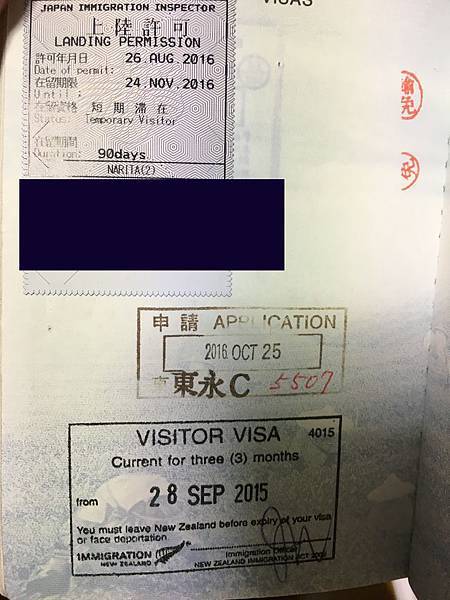 VISAS
JAPAN IMMIGRATION INSPECTOR
上陸許可
LANDING PERMISSION
許可年月日 26.AUG.2016
Date of permit:
在留期限 24.NOV.2016
Until :
在留資格 短期滞在
Status: Temporary Visitor
在留期間
Duration: 90days
NARITA(2)
申請 APPLICATION
2016 OCT 25
東永C 5507
VISITOR VISA 4015
Current for three (3) months
from 28 SEP 2015
You must leave New Zealand before expiry of your visa
or face deportation
Immigration Officer
IMMIGRATION
NEW ZEALAND
NEW ZEALAND IMMIGRATION ACT 2009